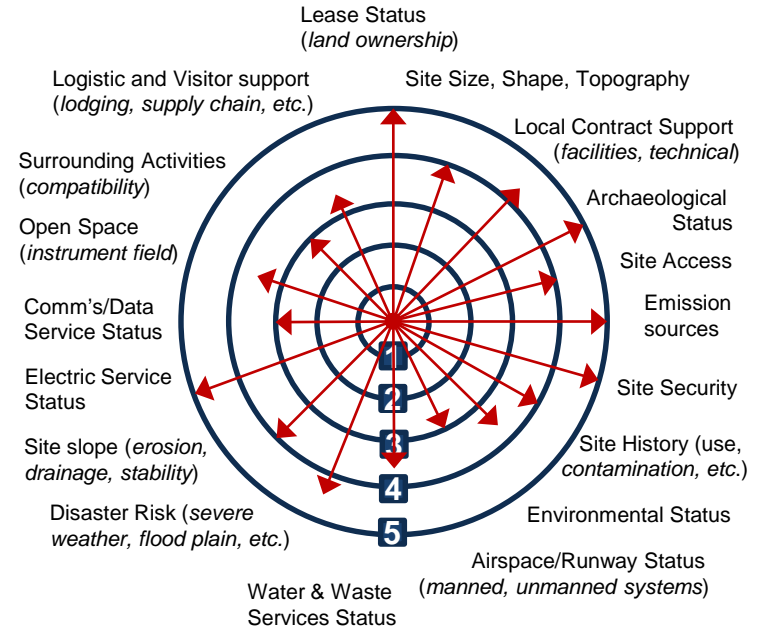 Lease Status
(land ownership)
Logistic and Visitor support
(lodging, supply chain, etc.)
Site Size, Shape, Topography
Local Contract Support
(facilities, technical)
Surrounding Activities
(compatibility)
Archaeological
Status
Open Space
(instrument field)
Site Access
Comm's/Data
Service Status
Emission
sources
Electric Service
Status
Site Security
Site slope (erosion,
drainage, stability)
Site History (use,
contamination, etc.)
Disaster Risk (severe
weather, flood plain, etc.)
Environmental Status
Airspace/Runway Status
(manned, unmanned systems)
Water & Waste
Services Status
1
2
3
4
5